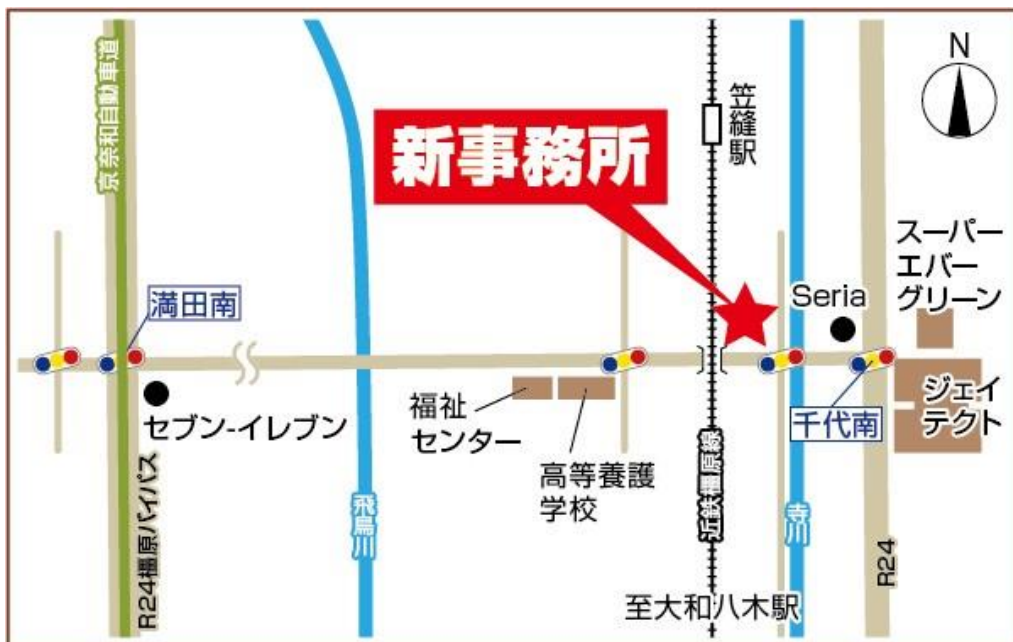 N
京奈和自動車道
笠縫駅
新事務所
スーパー
エバー
グリーン
満田南
Seria
セブン-イレブン
福祉
センター
高等養護
学校
千代南
ジェイ
テクト
R24橿原バイパス
飛鳥川
近鉄橿原線
寺川
R24
至大和八木駅